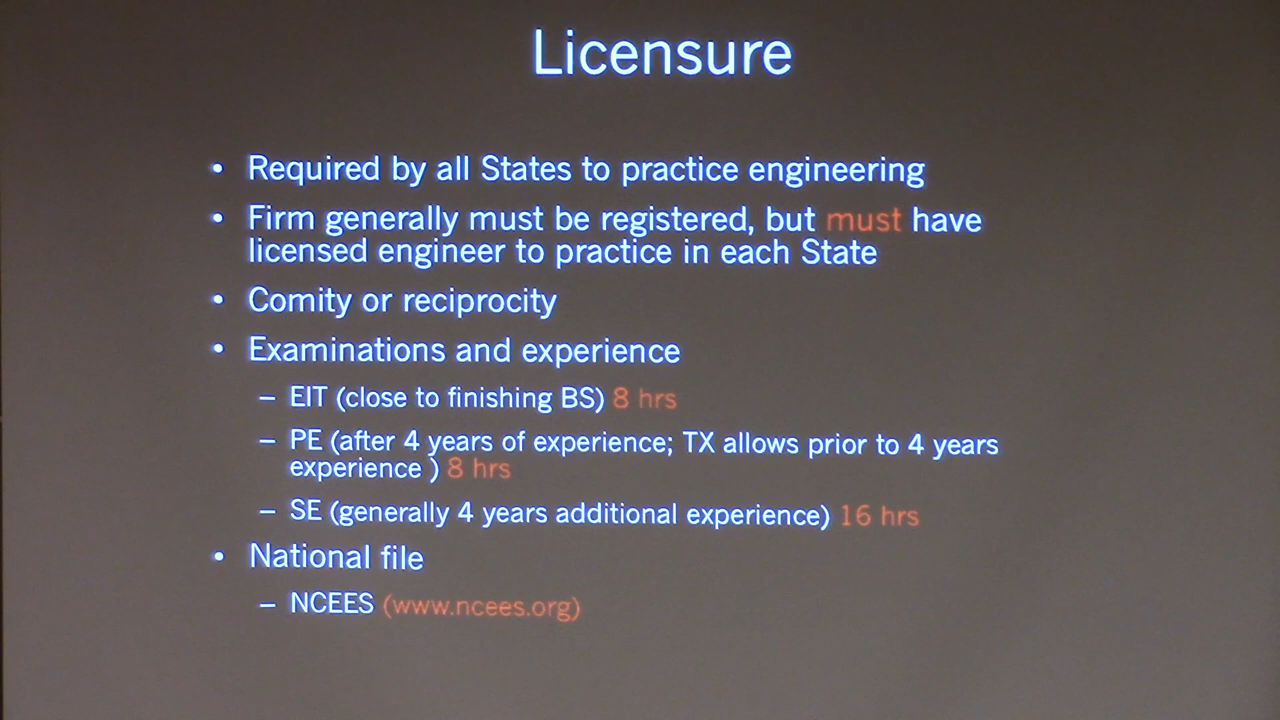 Licensure
• Required by all States to practice engineering
• Firm generally must be registered, but must have
licensed engineer to practice in each State
• Comity or reciprocity
• Examinations and experience
– EIT (close to finishing BS) 8 hrs
– PE (after 4 years of experience; TX allows prior to 4 years
experience ) 8 hrs
– SE (generally 4 years additional experience) 16 hrs
• National file
– NCEES (www.ncees.org)